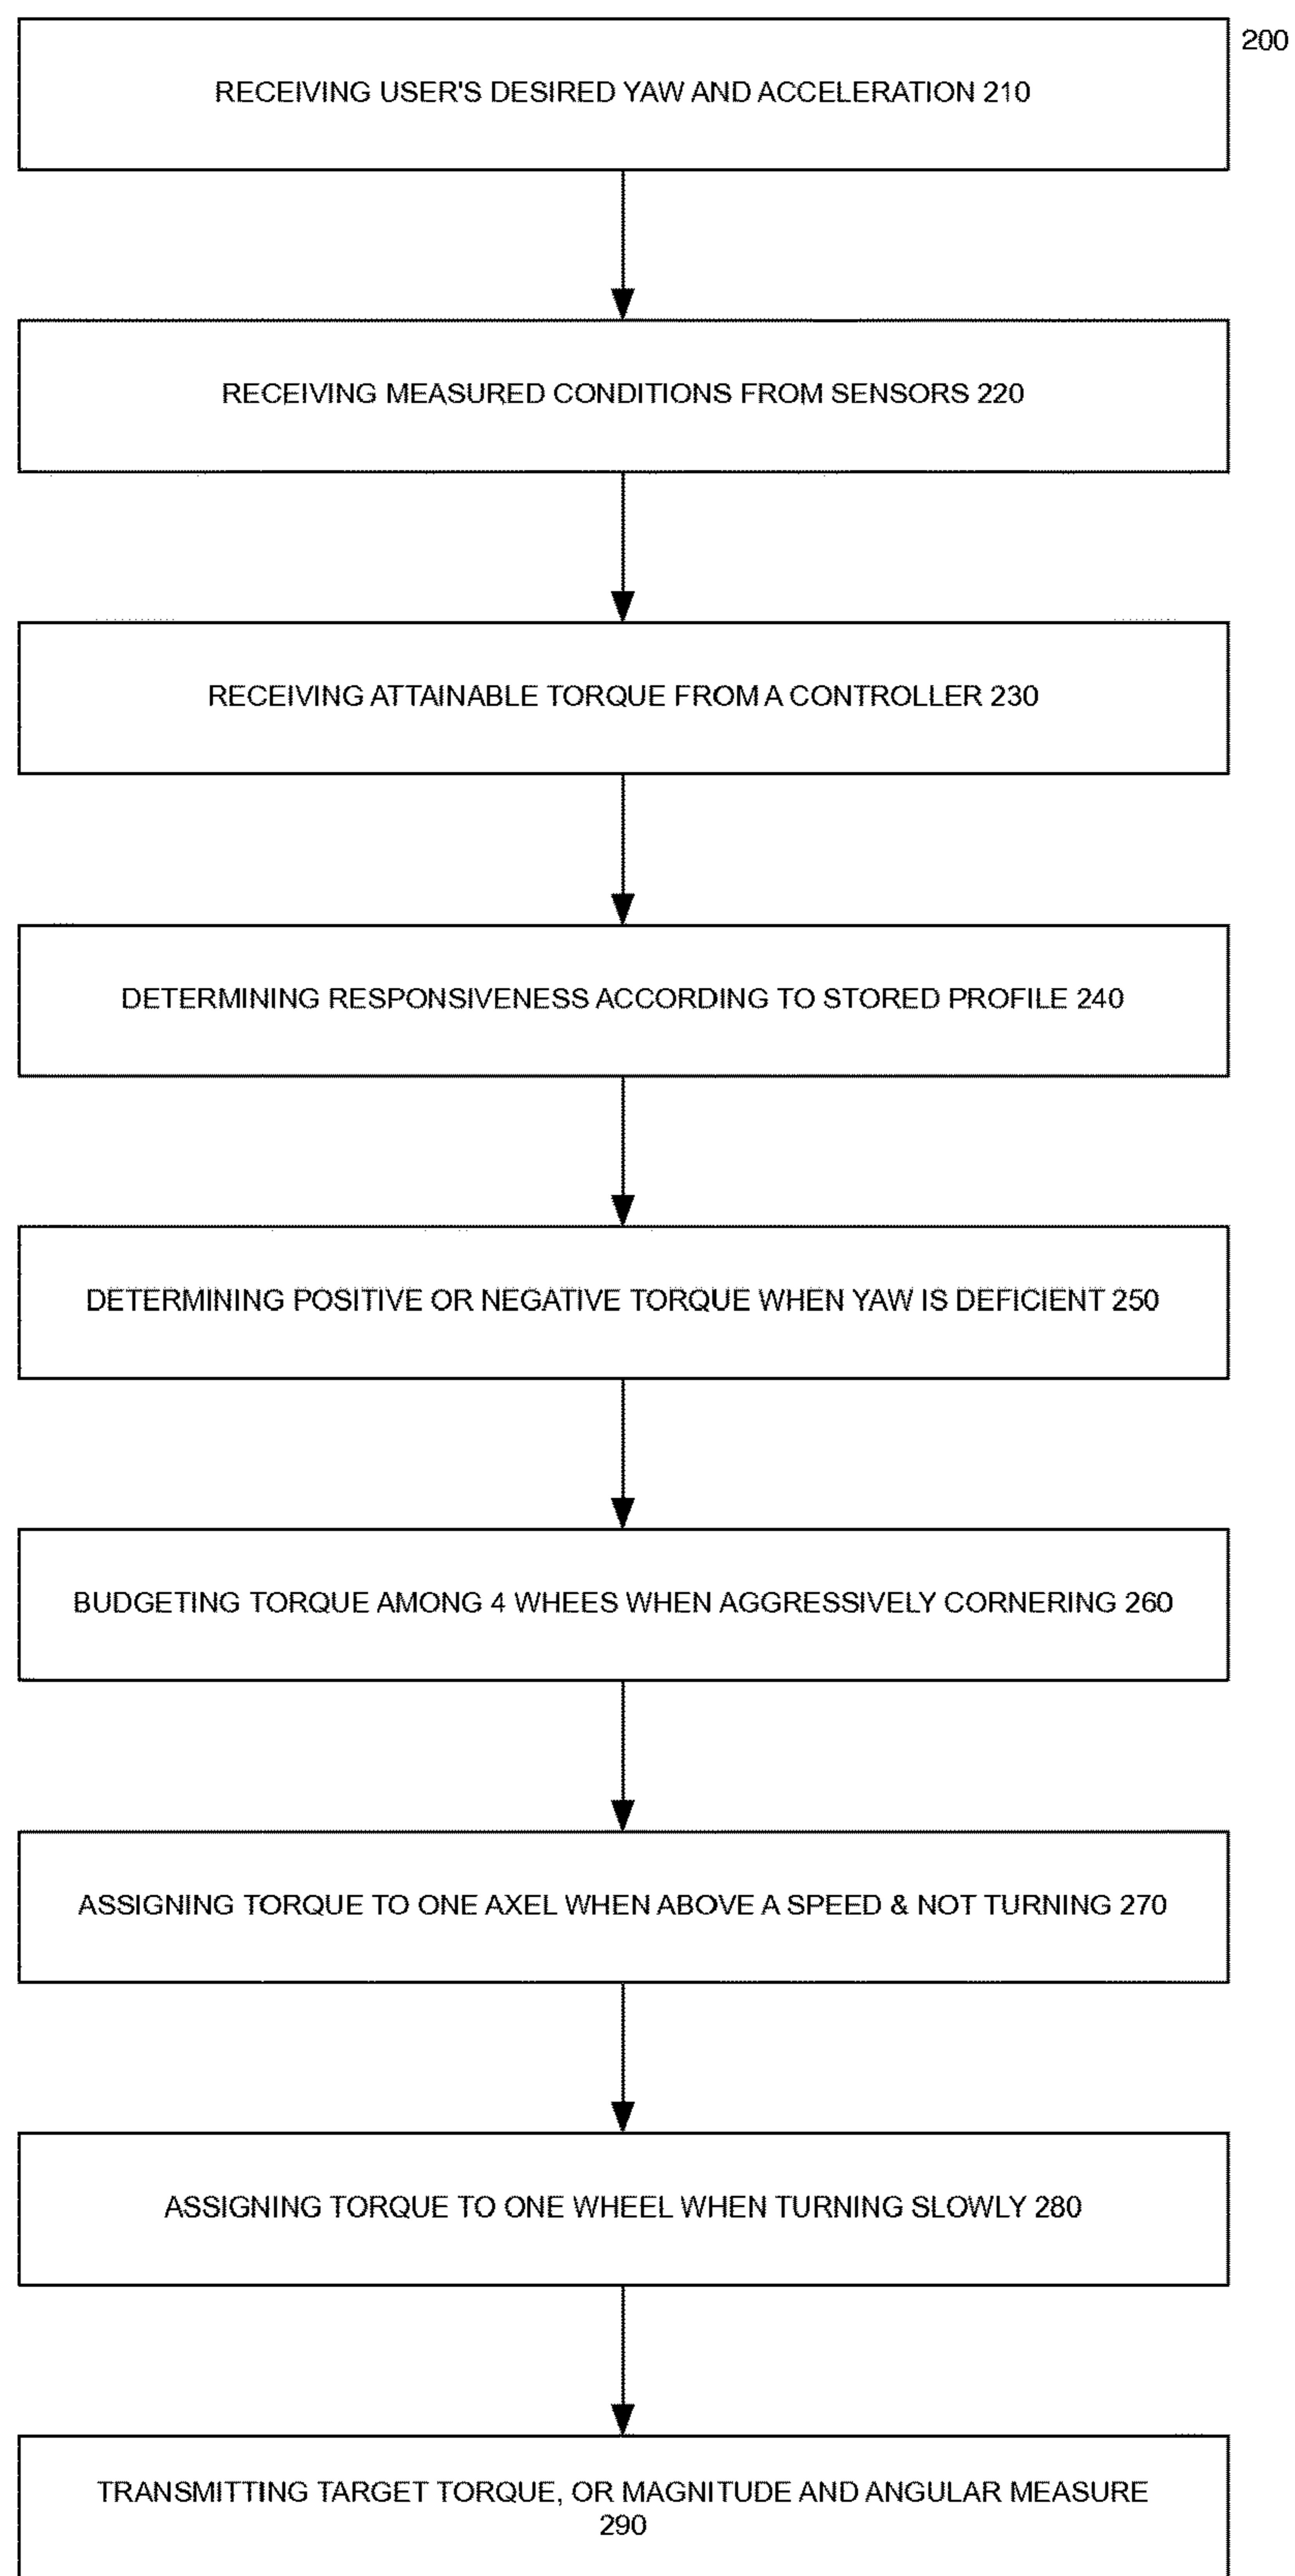 200
RECEIVING USER'S DESIRED YAW AND ACCELERATION 210
RECEIVING MEASURED CONDITIONS FROM SENSORS 220
RECEIVING ATTAINABLE TORQUE FROM A CONTROLLER 230
DETERMINING RESPONSIVENESS ACCORDING TO STORED PROFILE 240
DETERMINING POSITIVE OR NEGATIVE TORQUE WHEN YAW IS DEFICIENT 250
BUDGETING TORQUE AMONG 4 WHEES WHEN AGGRESSIVELY CORNERING 260
ASSIGNING TORQUE TO ONE AXEL WHEN ABOVE A SPEED & NOT TURNING 270
ASSIGNING TORQUE TO ONE WHEEL WHEN TURNING SLOWLY 280
TRANSMITTING TARGET TORQUE, OR MAGNITUDE AND ANGULAR MEASURE
290